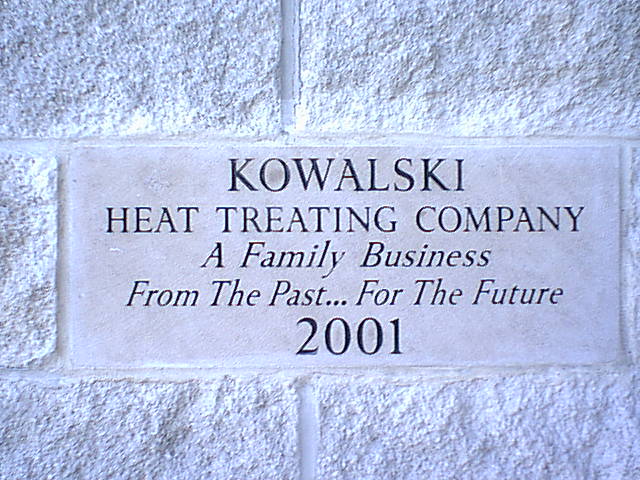 KOWALSKI
HEAT TREATING COMPANY
A Family Business
From The Past... For The Future
2001